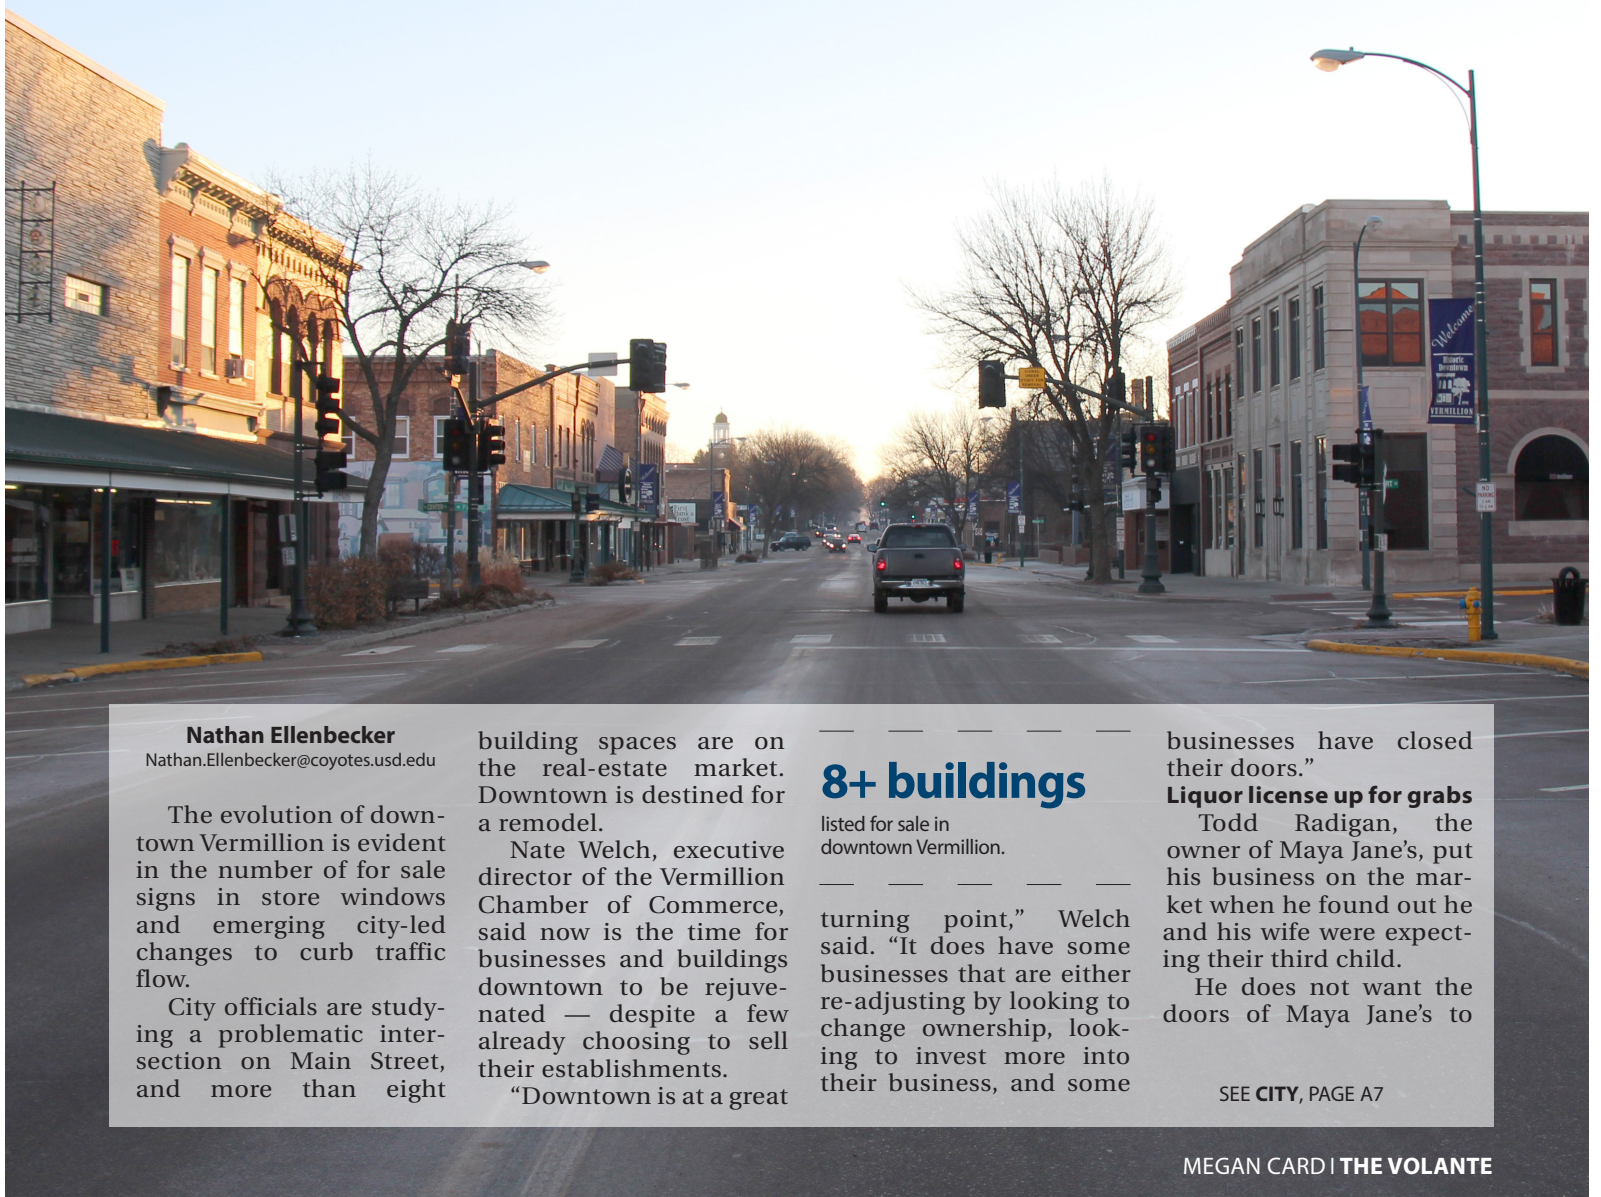 Welcome
Historic
Downtown
VERMILLION
NO
PARKING
Nathan Ellenbecker
Nathan.Ellenbecker@coyotes.usd.edu
The evolution of down-
town Vermillion is evident
in the number of for sale
signs in store windows
and emerging city-led
changes to curb traffic
flow.
City officials are study-
ing a problematic inter-
section on Main Street,
and more than eight
building spaces are on
the real-estate market.
Downtown is destined for
a remodel.
Nate Welch, executive
director of the Vermillion
Chamber of Commerce,
said now is the time for
businesses and buildings
downtown to be rejuve-
nated — despite a few
already choosing to sell
their establishments.
“Downtown is at a great
8+ buildings
listed for sale in
downtown Vermillion.
turning point,” Welch
said. “It does have some
businesses that are either
re-adjusting by looking to
change ownership, look-
ing to invest more into
their business, and some
businesses have closed
their doors.”
Liquor license up for grabs
Todd Radigan, the
owner of Maya Jane’s, put
his business on the mar-
ket when he found out he
and his wife were expect-
ing their third child.
He does not want the
doors of Maya Jane’s to
SEE CITY, PAGE A7
MEGAN CARD | THE VOLANTE